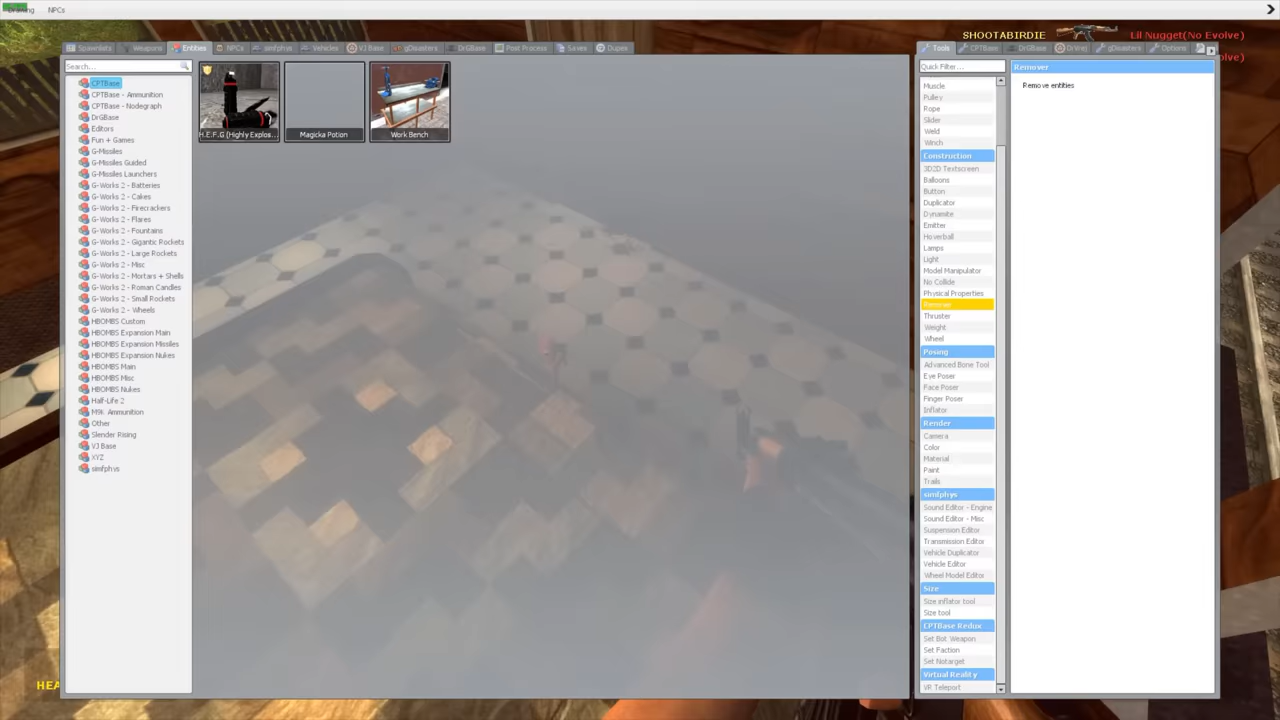 Drawing
NPCs
SHOOTABIRDIE
Lil Nugget(No Evolve)
Spawnlists
Weapons
Entities
NPCs
simfphys
Vehicles
VJ Base
gDisasters
DrGBase
Post Process
Saves
Dupes
Tools
CPTBase
DrGBase
DrVrej
gDisasters
Options
olve)
Search...
CPTBase
CPTBase - Ammunition
CPTBase - Nodegraph
DrGBase
Editors
Fun + Games
G-Missiles
G-Missiles Guided
G-Missiles Launchers
G-Works 2 - Batteries
G-Works 2 - Cakes
G-Works 2 - Firecrackers
G-Works 2 - Flares
G-Works 2 - Fountains
G-Works 2 - Gigantic Rockets
G-Works 2 - Large Rockets
G-Works 2 - Misc
G-Works 2 - Mortars + Shells
G-Works 2 - Roman Candles
G-Works 2 - Small Rockets
G-Works 2 - Wheels
HBOMBS Custom
HBOMBS Expansion Main
HBOMBS Expansion Missiles
HBOMBS Expansion Nukes
HBOMBS Main
HBOMBS Misc
HBOMBS Nukes
Half-Life 2
M9k Ammunition
Other
Slender Rising
VJ Base
XYZ
simfphys
H.E.F.G (Highly Explos...
Magicka Potion
Work Bench
Quick Filter...
Muscle
Pulley
Rope
Slider
Weld
Winch
Construction
3D2D Textscreen
Balloons
Button
Duplicator
Dynamite
Emitter
Hoverball
Lamps
Light
Model Manipulator
No Collide
Physical Properties
Remover
Thruster
Weight
Wheel
Posing
Advanced Bone Tool
Eye Poser
Face Poser
Finger Poser
Inflator
Render
Camera
Color
Material
Paint
Trails
simfphys
Sound Editor - Engine
Sound Editor - Misc
Suspension Editor
Transmission Editor
Vehicle Duplicator
Vehicle Editor
Wheel Model Editor
Size
Size inflator tool
Size tool
CPTBase Redux
Set Bot Weapon
Set Faction
Set Notarget
Virtual Reality
VR Teleport
Remover
Remove entities
HEA